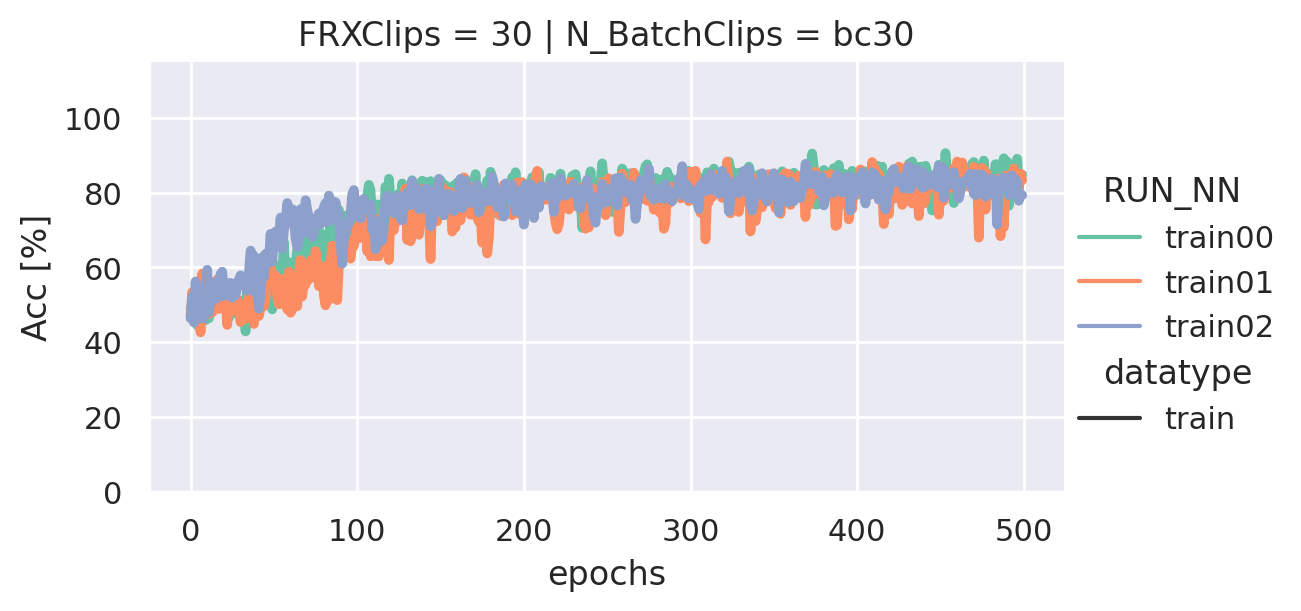 FRXClips = 30 | N_BatchClips = bc30
100
80
60
40
20
0
Acc [%]
0 100 200 300 400 500
epochs
RUN_NN
train00
train01
train02
datatype
train